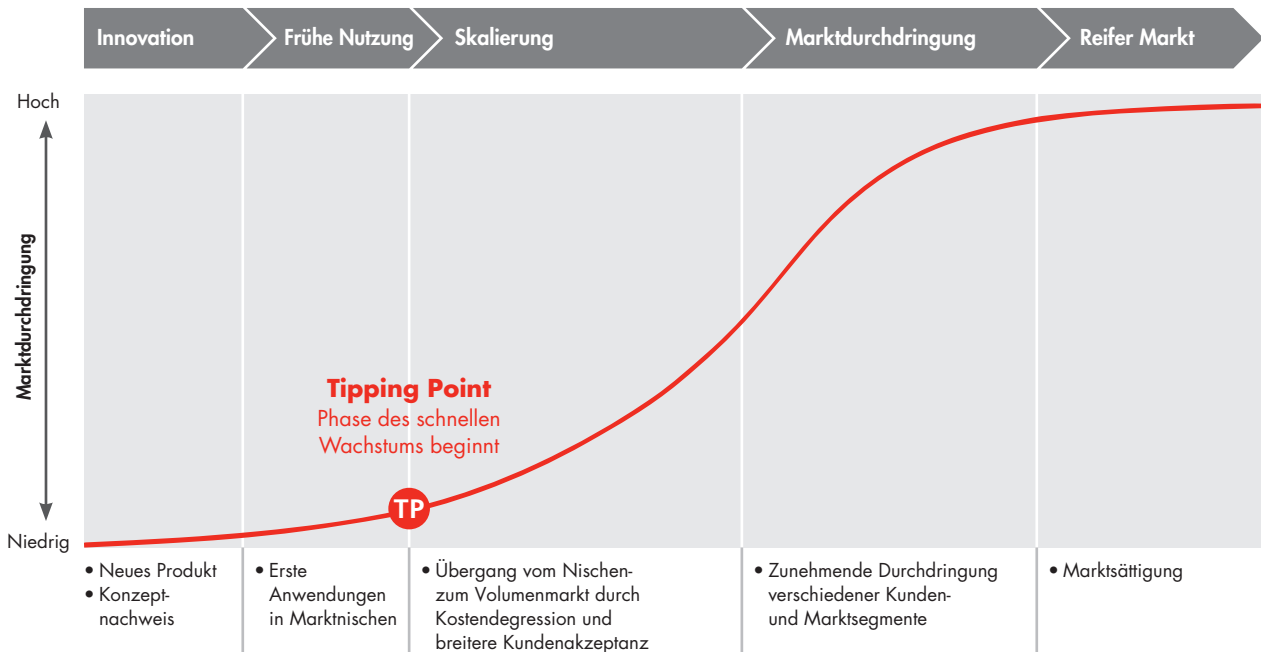 Innovation
Frühe Nutzung
Skalierung
Marktdurchdringung
Reifer Markt
Hoch
Marktdurchdringung
Niedrig
Tipping Point
Phase des schnellen
Wachstums beginnt
TP
• Neues Produkt
• Konzept-
nachweis
• Erste
Anwendungen
in Marktnischen
• Übergang vom Nischen-
zum Volumenmarkt durch
Kostendegression und
breitere Kundenakzeptanz
• Zunehmende Durchdringung
verschiedener Kunden-
und Marktsegmente
• Marktsättigung